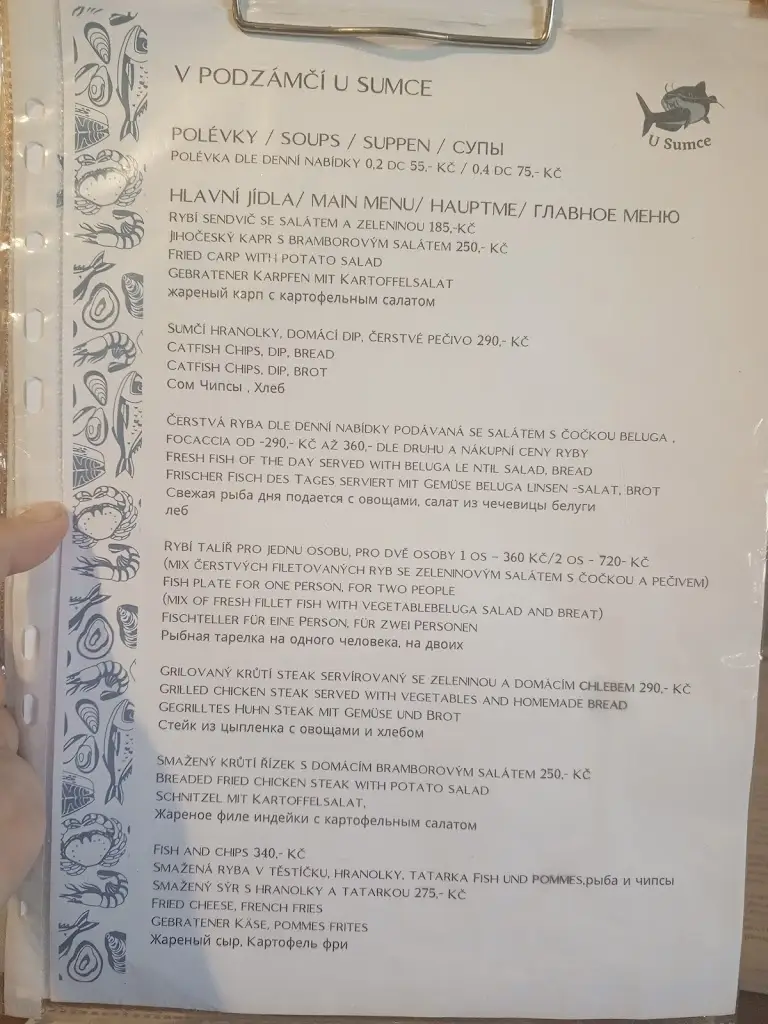 V PODZÁMČÍ U SUMCE
U Sumce
POLÉVKY / SOUPS / SUPPEN / СУПЫ
POLÉVKA DLE DENNÍ NABÍDKY 0,2 DC 55,- KČ / 0.4 DC 75,- KČ
HLAVNÍ JÍDLA/ MAIN MENU/ HAUPTME/ ГЛАВНОЕ МЕНЮ
RYBÍ SENDVIČ SE SALÁTEM A ZELENINOU 185,-KČ
JIHOČESKÝ KAPR S BRAMBOROVÝM SALÁTEM 250,- KČ
FRIED CARP WITH POTATO SALAD
GEBRATENER KARPFEN MIT KARTOFFELSALAT
жареный карп с картофельным салатом
SUMČÍ HRANOLKY, DOMÁCÍ DIP, ČERSTVÉ PEČIVO 290,- KČ
CATFISH CHIPS, DIP, BREAD
CATFISH CHIPS, DIP, BROT
Сом Чипсы , Хлеб
ČERSTVÁ RYBA DLE DENNÍ NABÍDKY PODÁVANÁ SE SALÁTEM S ČOČKOU BELUGA ,
FOCACCIA OD -290,- KČ AŽ 360,- DLE DRUHU A NÁKUPNÍ CENY RYBY
FRESH FISH OF THE DAY SERVED WITH BELUGA LE NTIL SALAD, BREAD
FRISCHER FISCH DES TAGES SERVIERT MIT GEMÜSE BELUGA LINSEN -SALAT, BROT
Свежая рыба дня подается с овощами, салат из чечевицы белуги
леб
RYBÍ TALÍŘ PRO JEDNU OSOBU, PRO DVĚ OSOBY 1 OS – 360 KČ/2 OS - 720- KČ
(MIX ČERSTVÝCH FILETOVANÝCH RYB SE ZELENINOVÝM SALÁTEM S ČOČKOU A PEČIVEM)
FISH PLATE FOR ONE PERSON, FOR TWO PEOPLE
(MIX OF FRESH FILLET FISH WITH VEGETABLEBELUGA SALAD AND BREAT)
FISCHTELLER FÜR EINE PERSON, FÜR ZWEI PERSONEN
Рыбная тарелка на одного человека, на двоих
GRILOVANÝ KRŮTÍ STEAK SERVÍROVANÝ SE ZELENINOU A DOMÁCÍM CHLEBEM 290,- KČ
GRILLED CHICKEN STEAK SERVED WITH VEGETABLES AND HOMEMADE BREAD
GEGRILLTES HUHN STEAK MIT GEMÜSE UND BROT
Стейк из цыпленка с овощами и хлебом
SMAŽENÝ KRŮTÍ ŘÍZEK S DOMÁCÍM BRAMBOROVÝM SALÁTEM 250,- KČ
BREADED FRIED CHICKEN STEAK WITH POTATO SALAD
SCHNITZEL MIT KARTOFFELSALAT,
Жареное филе индейки с картофельным салатом
FISH AND CHIPS 340,- KČ
SMAŽENÁ RYBA V TĚSTÍČKU, HRANOLKY, TATARKA FISH UND POMMES,рыба и чипсы
SMAŽENÝ SÝR S HRANOLKY A TATARKOU 275,- KČ
FRIED CHEESE, FRENCH FRIES
GEBRATENER KÄSE, POMMES FRITES
Жареный сыр, Картофель фри